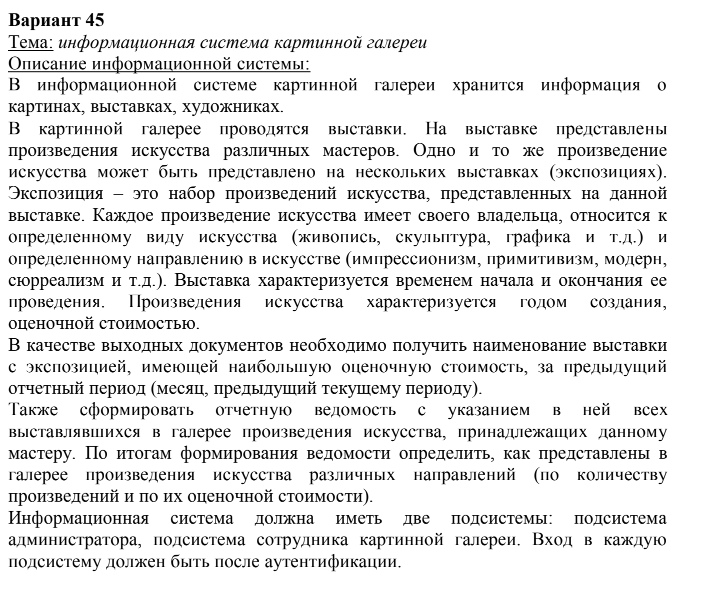 Вариант 45
Тема: информационная система картинной галереи
Описание информационной системы:
В информационной системе картинной галереи хранится информация о
картинах, выставках, художниках.
В картинной галерее проводятся выставки. На выставке представлены
произведения искусства различных мастеров. Одно и то же произведение
искусства может быть представлено на нескольких выставках (экспозициях).
Экспозиция – это набор произведений искусства, представленных на данной
выставке. Каждое произведение искусства имеет своего владельца, относится к
определенному виду искусства (живопись, скульптура, графика и т.д.) и
определенному направлению в искусстве (импрессионизм, примитивизм, модерн,
сюрреализм и т.д.). Выставка характеризуется временем начала и окончания ее
проведения. Произведения искусства характеризуется годом создания,
оценочной стоимостью.
В качестве выходных документов необходимо получить наименование выставки
с экспозицией, имеющей наибольшую оценочную стоимость, за предыдущий
отчетный период (месяц, предыдущий текущему периоду).
Также сформировать отчетную ведомость с указанием в ней всех
выставлявшихся в галерее произведения искусства, принадлежащих данному
мастеру. По итогам формирования ведомости определить, как представлены в
галерее произведения искусства различных направлений (по количеству
произведений и по их оценочной стоимости).
Информационная система должна иметь две подсистемы: подсистема
администратора, подсистема сотрудника картинной галереи. Вход в каждую
подсистему должен быть после аутентификации.